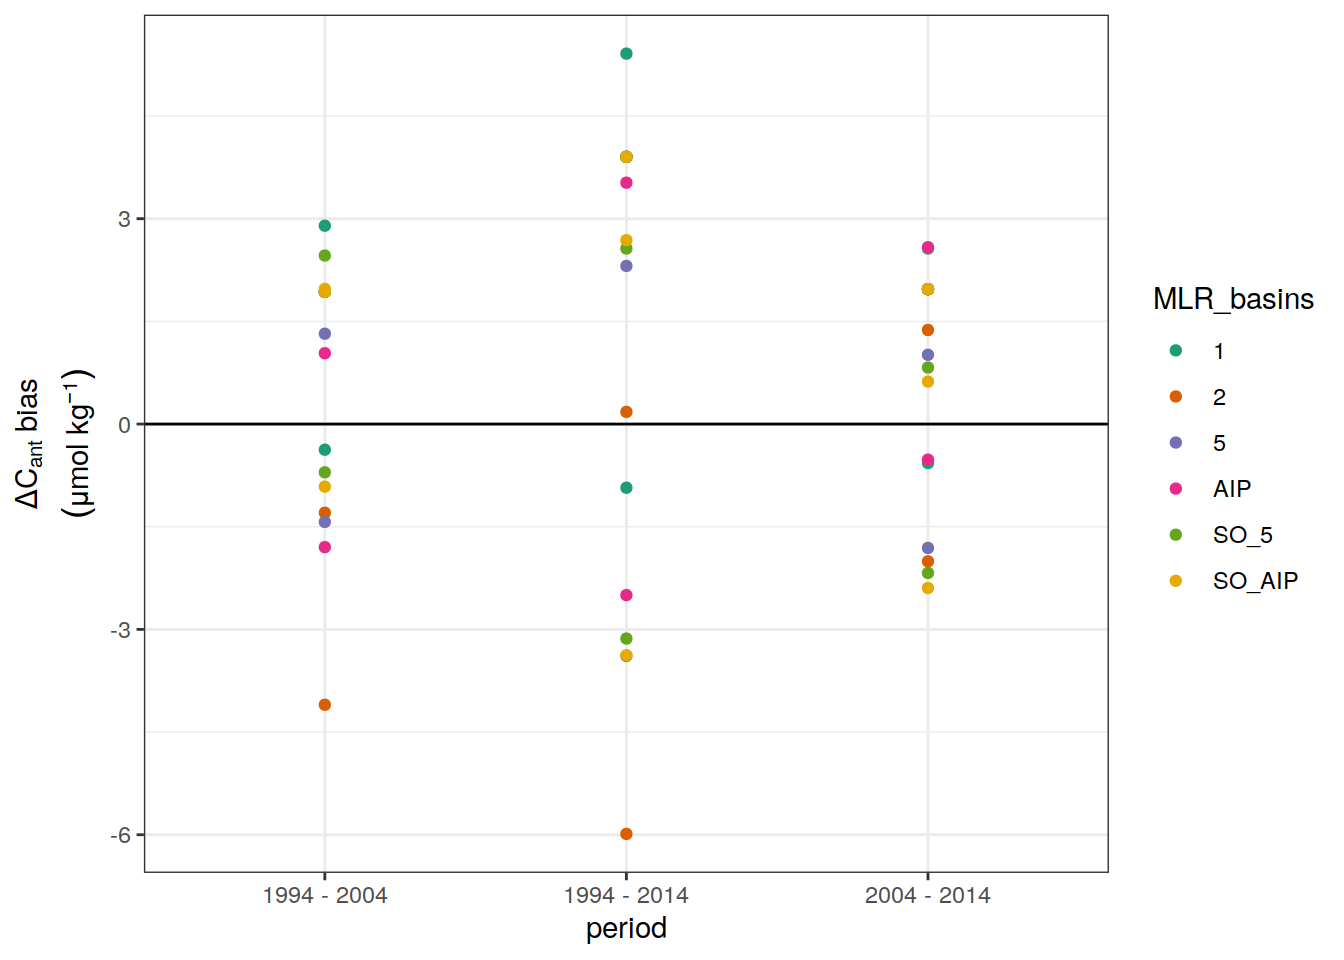 ΔCant bias
(μmol kg−1)
3
0
-3
-6
1994 - 2004
1994 - 2014
2004 - 2014
period
MLR_basins
1
2
5
AIP
SO_5
SO_AIP